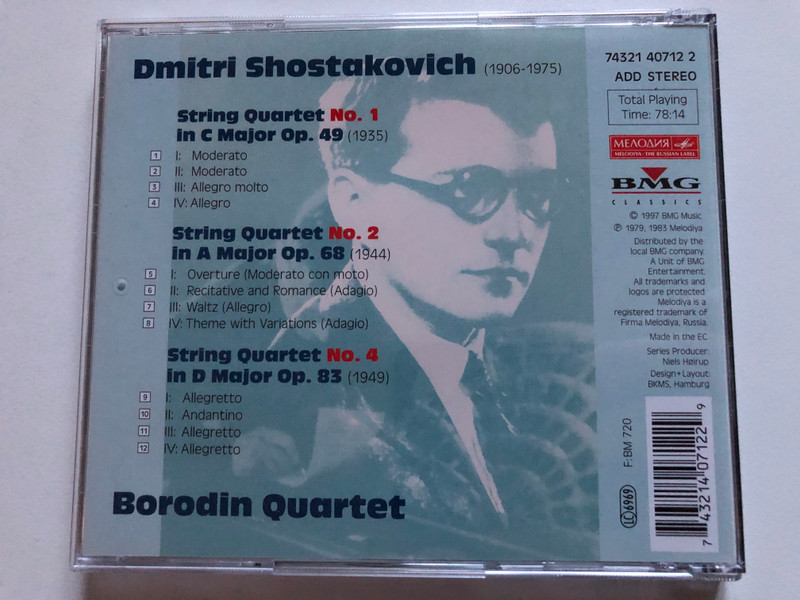 Dmitri Shostakovich (1906-1975)
String Quartet No. 1
in C Major Op. 49 (1935)
1 I: Moderato
2 II: Moderato
3 III: Allegro molto
4 IV: Allegro
String Quartet No. 2
in A Major Op. 68 (1944)
5 I: Overture (Moderato con moto)
6 II: Recitative and Romance (Adagio)
7 III: Waltz (Allegro)
8 IV: Theme with Variations (Adagio)
String Quartet No. 4
in D Major Op. 83 (1949)
9 I: Allegretto
10 II: Andantino
11 III: Allegretto
12 IV: Allegretto
Borodin Quartet
74321 40712 2
ADD STEREO
Total Playing
Time: 78:14
МЕЛОДИЯ
MELODIYA · THE RUSSIAN LABEL
BMG
CLASSICS
© 1997 BMG Music
℗ 1979, 1983 Melodiya
Distributed by the
local BMG company.
A Unit of BMG
Entertainment.
All trademarks and
logos are protected.
Melodiya is a
registered trademark of
Firma Melodiya, Russia.
Made in the EC
Series Producer:
Niels Høirup
Design+Layout:
BKMS, Hamburg
F: BM 720
LC 6969
7 43214 07122 9